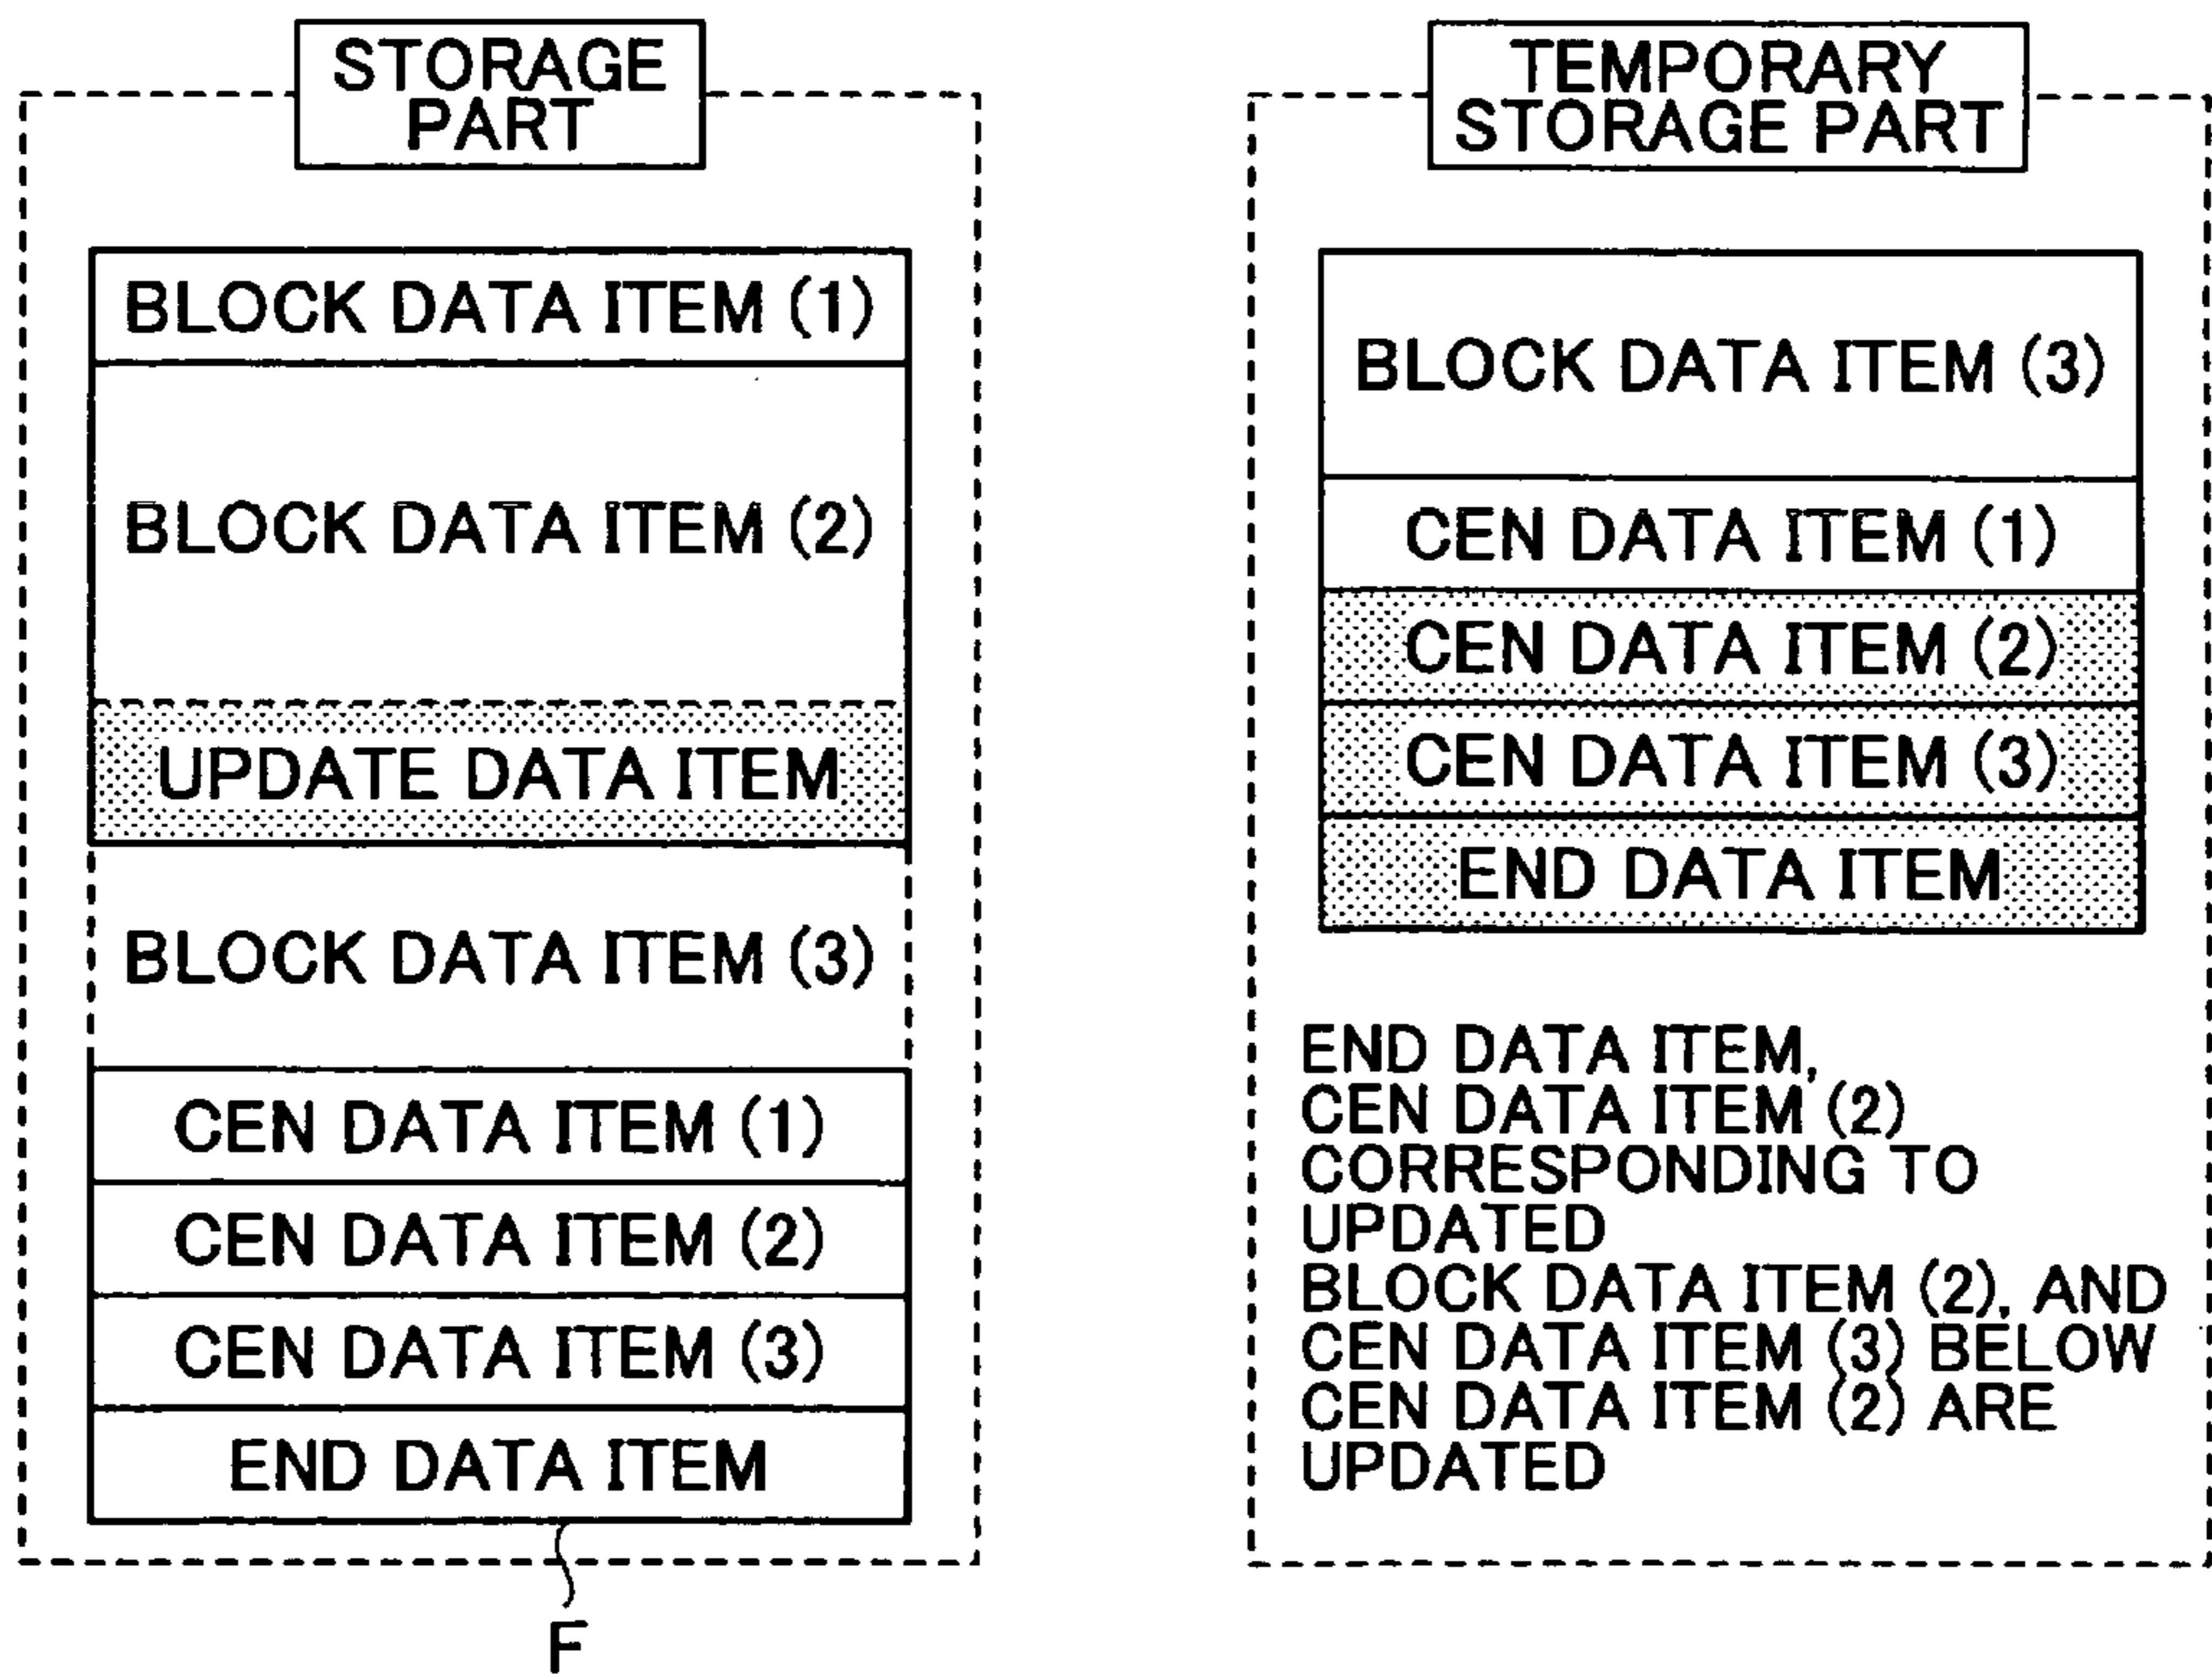 STORAGE
PART
BLOCK DATA ITEM (1)
BLOCK DATA ITEM (2)
UPDATE DATA ITEM
BLOCK DATA ITEM (3)
CEN DATA ITEM (1)
CEN DATA ITEM (2)
CEN DATA ITEM (3)
END DATA ITEM
F
TEMPORARY
STORAGE PART
BLOCK DATA ITEM (3)
CEN DATA ITEM (1)
CEN DATA ITEM (2)
CEN DATA ITEM (3)
END DATA ITEM
END DATA ITEM,
CEN DATA ITEM (2)
CORRESPONDING TO
UPDATED
BLOCK DATA ITEM (2), AND
CEN DATA ITEM (3) BELOW
CEN DATA ITEM (2) ARE
UPDATED